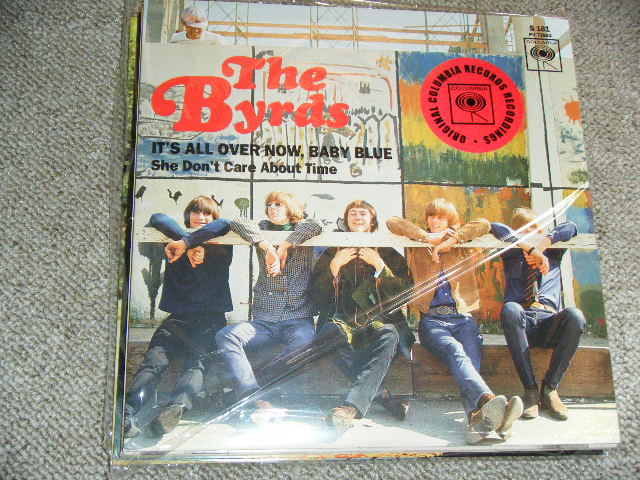 S 161
COLUMBIA
The
Byrds
ORIGINAL COLUMBIA RECORDS RECORDINGS
COLUMBIA
IT'S ALL OVER NOW, BABY BLUE
She Don't Care About Time